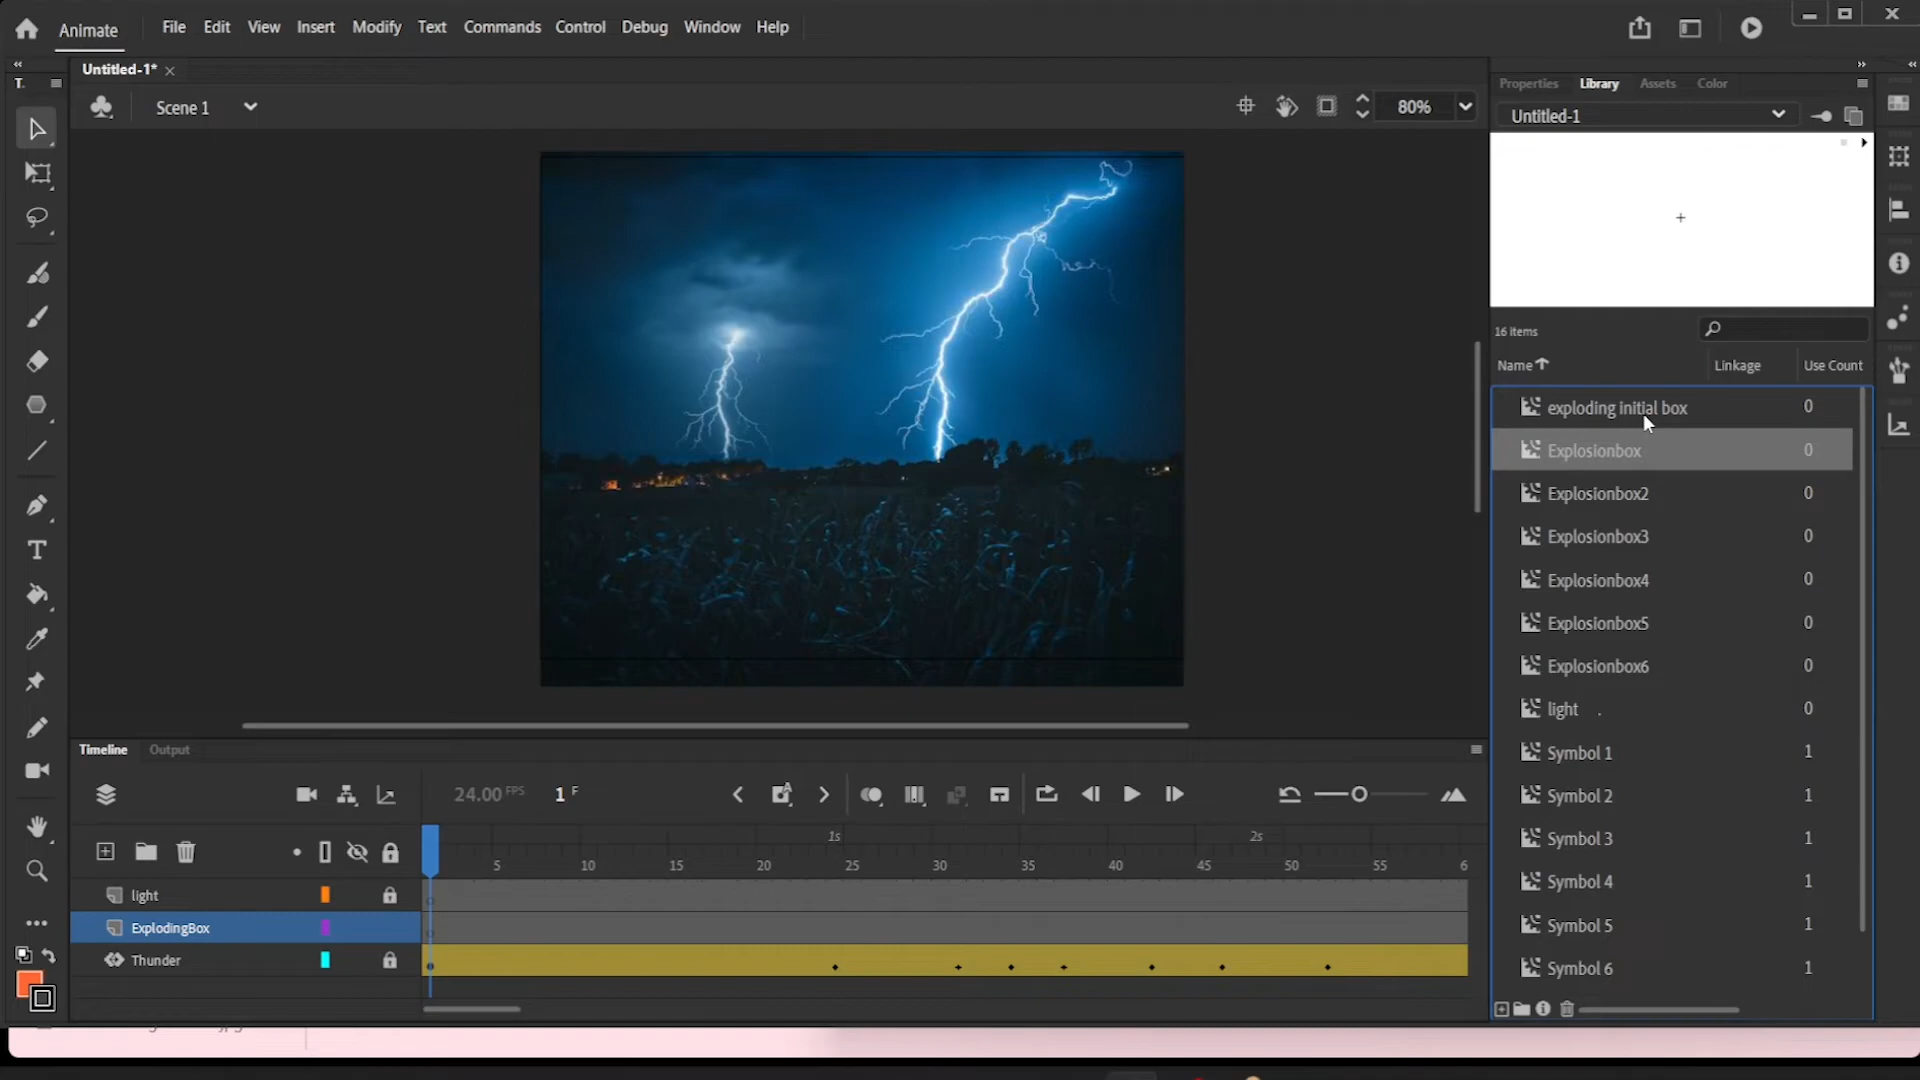 Animate File Edit View Insert Modify Text Commands Control Debug Window Help
Untitled-1*
T.
Scene 1 80%
Properties Library Assets Color
Untitled-1
16 items
Name Linkage Use Count
exploding initial box 0
Explosionbox 0
Explosionbox2 0
Explosionbox3 0
Explosionbox4 0
Explosionbox5 0
Explosionbox6 0
light . 0
Symbol 1 1
Symbol 2 1
Symbol 3 1
Symbol 4 1
Symbol 5 1
Symbol 6 1
Timeline Output
24.00 FPS 1 F
1s 2s
5 10 15 20 25 30 35 40 45 50 55 6
light
ExplodingBox
Thunder